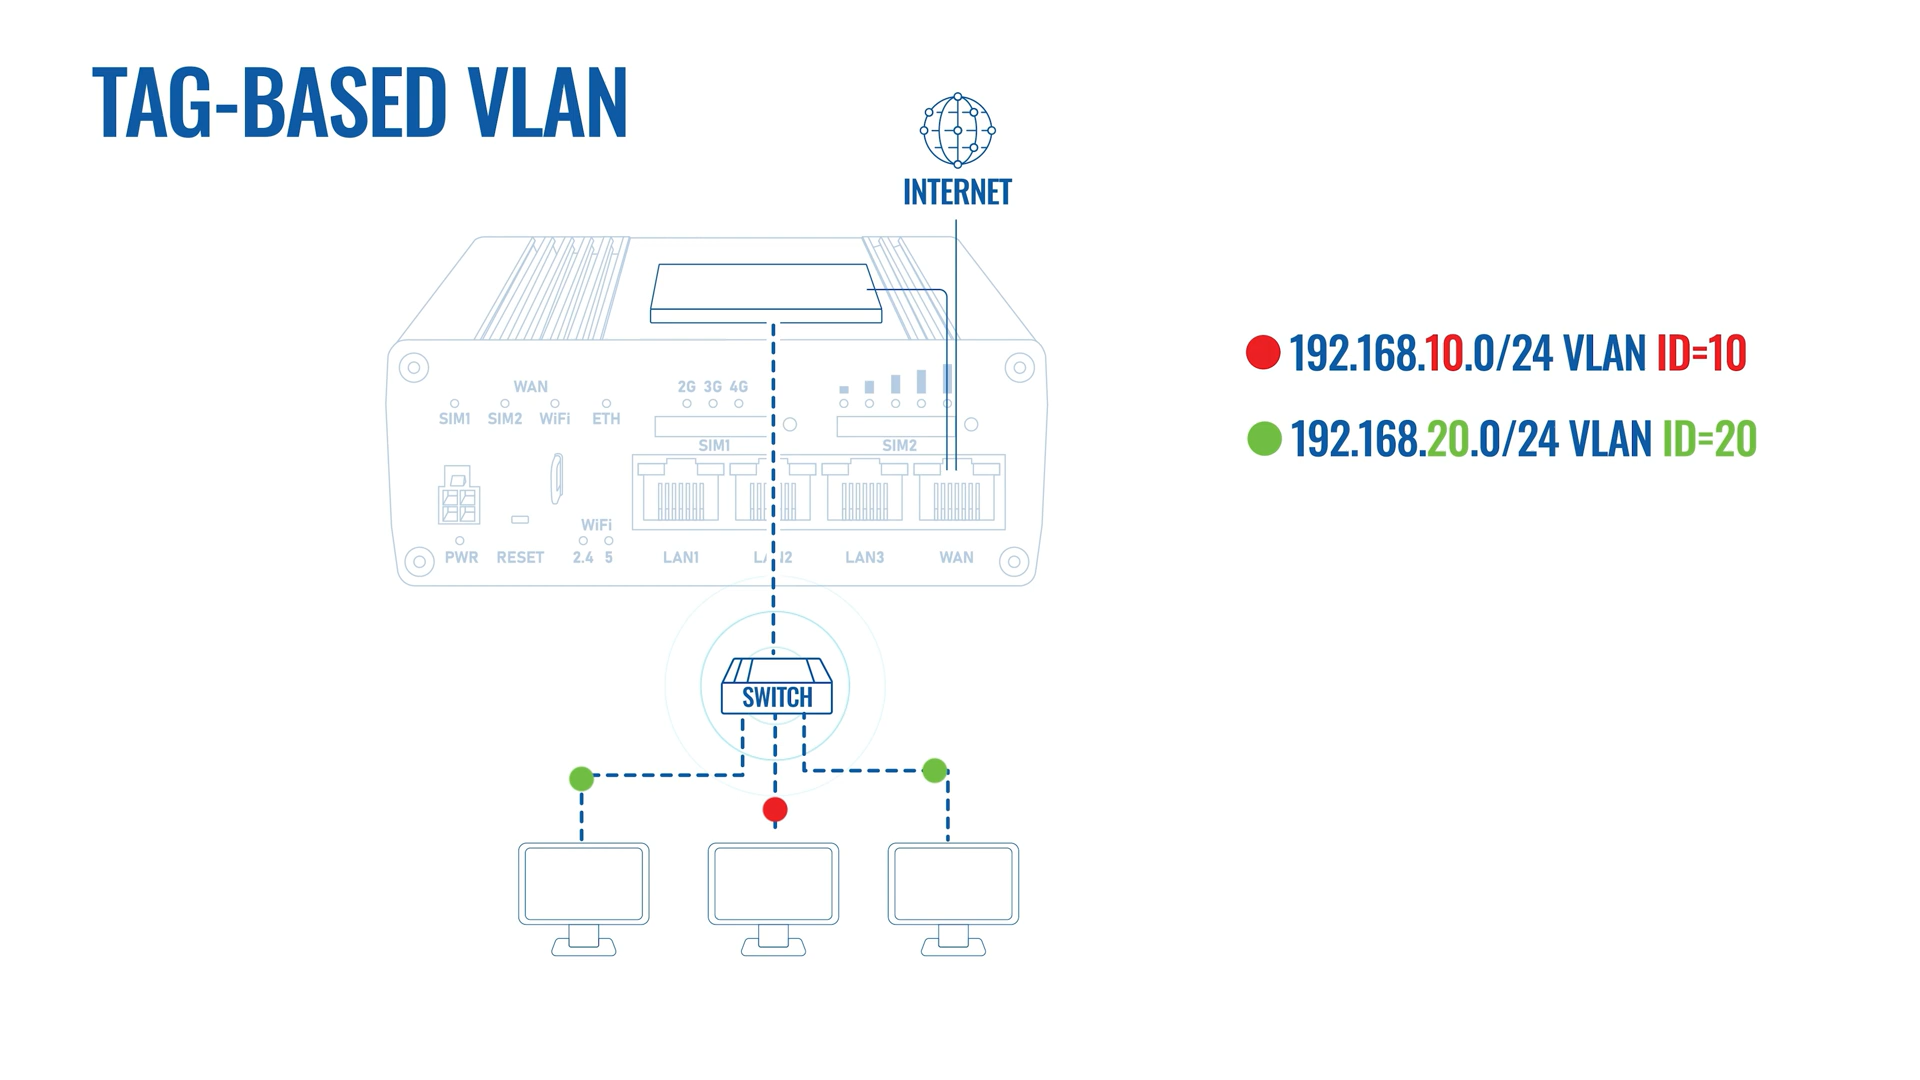 TAG-BASED VLAN
INTERNET
192.168.10.0/24 VLAN ID=10
192.168.20.0/24 VLAN ID=20
WAN
SIM1 SIM2 WiFi ETH
2G 3G 4G
SIM1
SIM2
WiFi
2.4 5
PWR RESET
LAN1 LAN2 LAN3 WAN
SWITCH